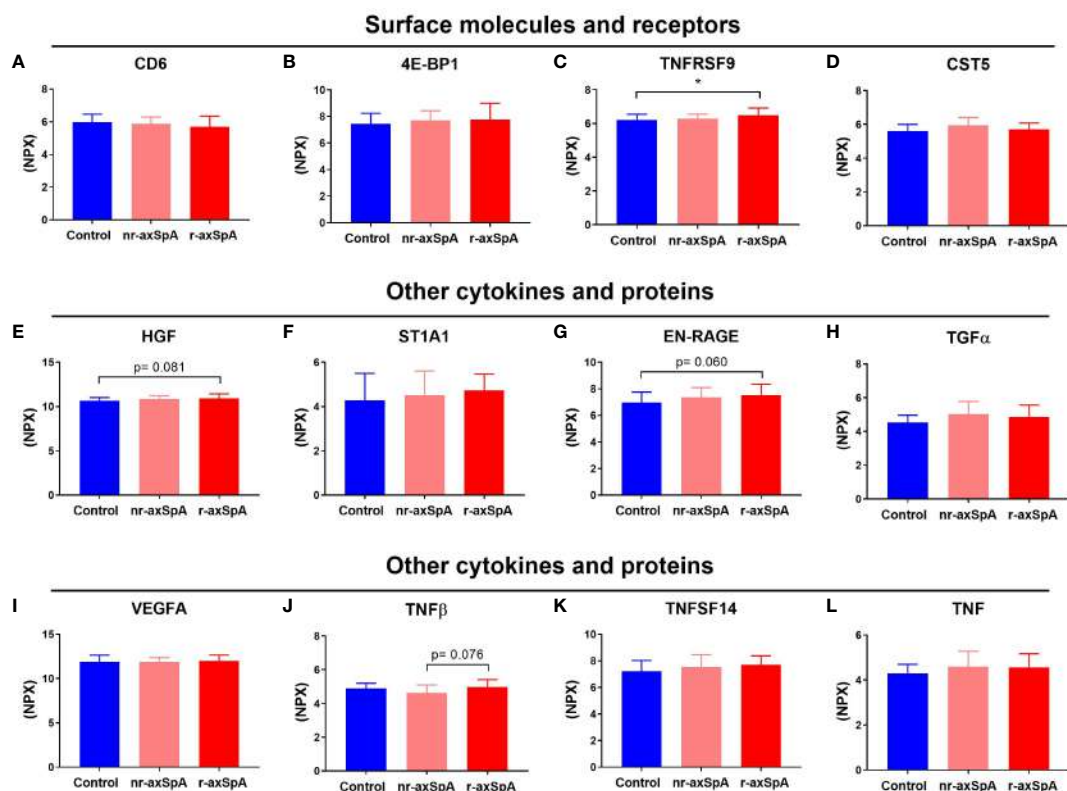 Surface molecules and receptors
A
CD6
(NPX)
8
6
4
2
0
Control nr-axSpA r-axSpA
B
4E-BP1
(NPX)
10
8
6
4
2
0
Control nr-axSpA r-axSpA
C
TNFRSF9
*
(NPX)
8
6
4
2
0
Control nr-axSpA r-axSpA
D
CST5
(NPX)
8
6
4
2
0
Control nr-axSpA r-axSpA
Other cytokines and proteins
E
HGF
p= 0.081
(NPX)
15
10
5
0
Control nr-axSpA r-axSpA
F
ST1A1
(NPX)
6
4
2
0
Control nr-axSpA r-axSpA
G
EN-RAGE
p= 0.060
(NPX)
10
8
6
4
2
0
Control nr-axSpA r-axSpA
H
TGFα
(NPX)
8
6
4
2
0
Control nr-axSpA r-axSpA
Other cytokines and proteins
I
VEGFA
(NPX)
15
10
5
0
Control nr-axSpA r-axSpA
J
TNFβ
p= 0.076
(NPX)
8
6
4
2
0
Control nr-axSpA r-axSpA
K
TNFSF14
(NPX)
10
8
6
4
2
0
Control nr-axSpA r-axSpA
L
TNF
(NPX)
6
4
2
0
Control nr-axSpA r-axSpA